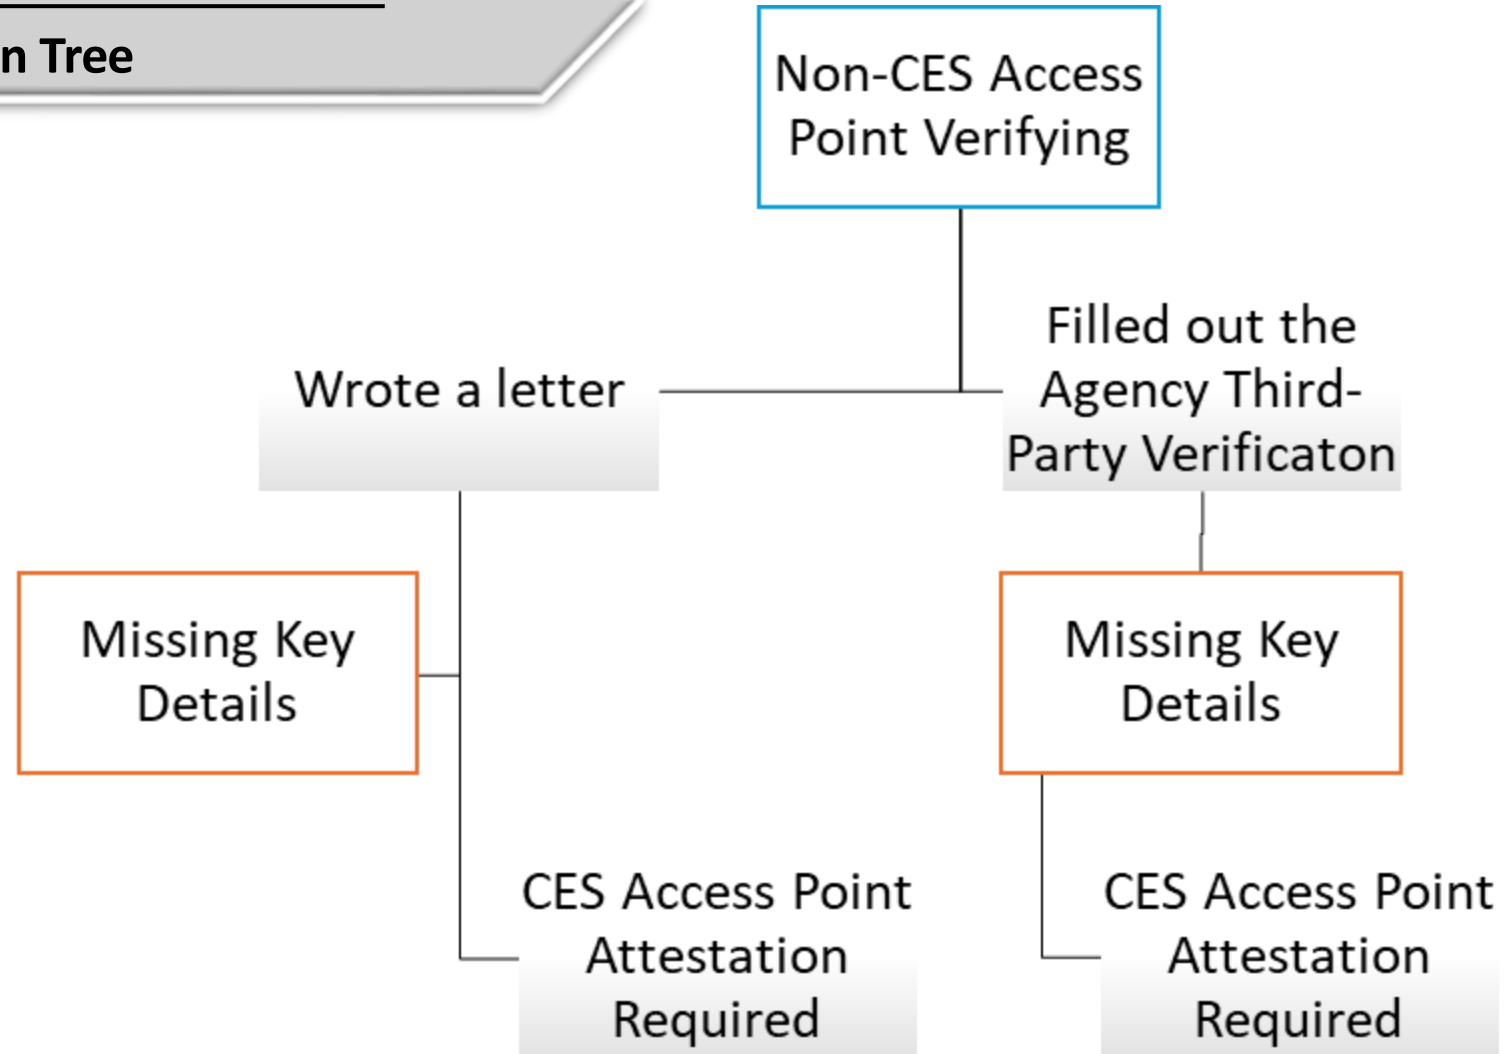 n Tree
Non-CES Access
Point Verifying
Wrote a letter
Filled out the
Agency Third-
Party Verificaton
Missing Key
Details
Missing Key
Details
CES Access Point
Attestation
Required
CES Access Point
Attestation
Required